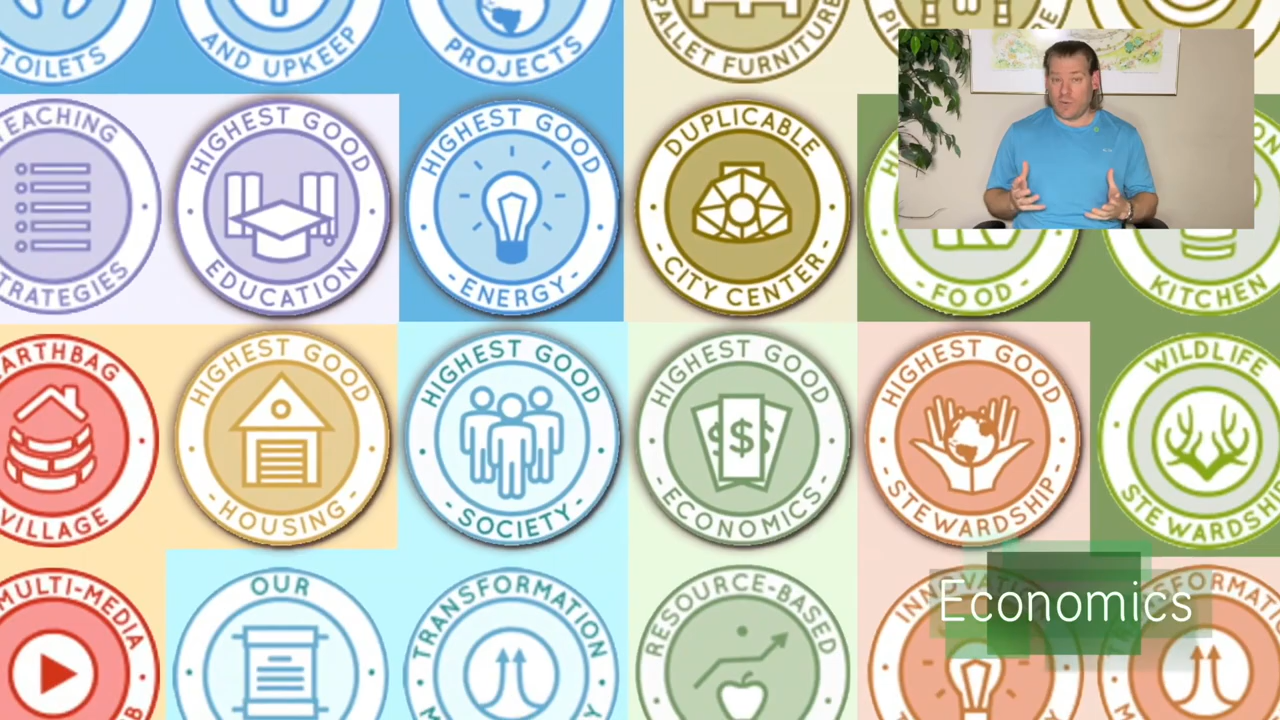 TOILETS
AND UPKEEP
PROJECTS
PALLET FURNITURE
TEACHING
STRATEGIES
HIGHEST GOOD
EDUCATION
HIGHEST GOOD
- ENERGY -
DUPLICABLE
- CITY CENTER -
- FOOD -
KITCHEN
EARTHBAG
VILLAGE
HIGHEST GOOD
- HOUSING -
HIGHEST GOOD
- SOCIETY -
HIGHEST GOOD
$$$
- ECONOMICS -
HIGHEST GOOD
- STEWARDSHIP -
WILDLIFE
STEWARDSHIP
Economics
MULTI-MEDIA
OUR
TRANSFORMATION
RESOURCE-BASED